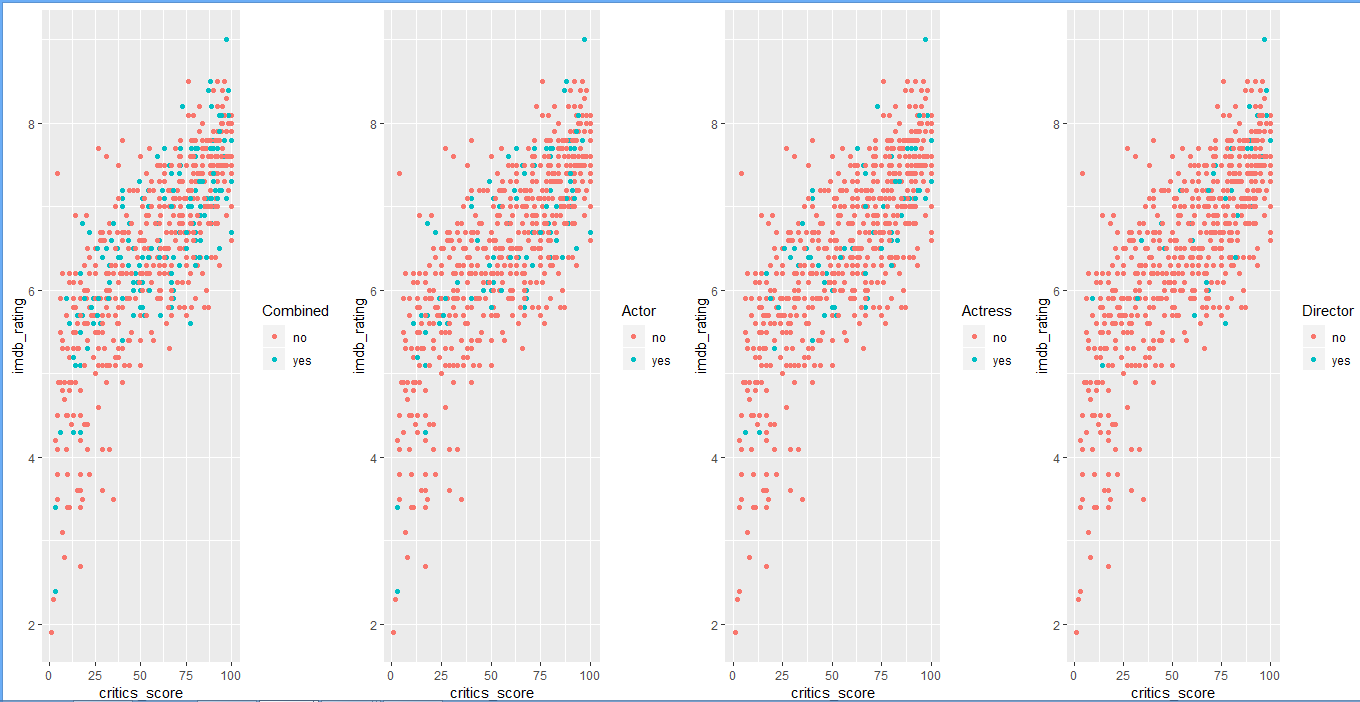 imdb_rating
8
6
4
2
0
25
50
75
100
critics_score
Combined
no
yes
imdb_rating
8
6
4
2
0
25
50
75
100
critics_score
Actor
no
yes
imdb_rating
8
6
4
2
0
25
50
75
100
critics_score
Actress
no
yes
imdb_rating
8
6
4
2
0
25
50
75
100
critics_score
Director
no
yes